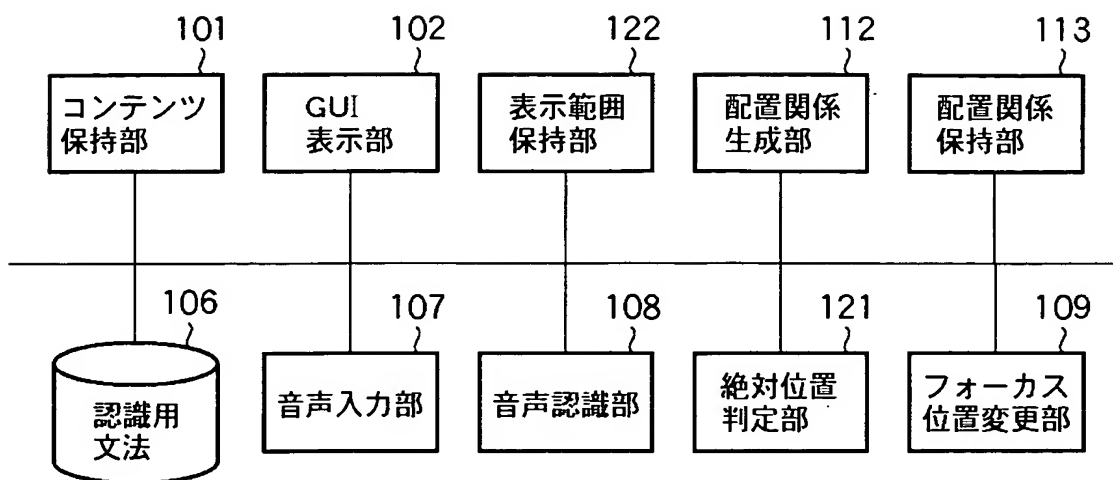 101
コンテンツ
保持部
102
GUI
表示部
122
表示範囲
保持部
112
配置関係
生成部
113
配置関係
保持部
106
認識用
文法
107
音声入力部
108
音声認識部
121
絶対位置
判定部
109
フォーカス
位置変更部